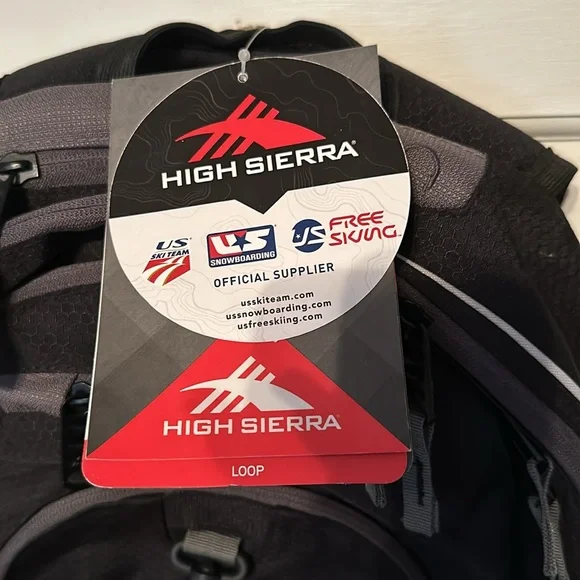 HIGH SIERRA®
US SKI TEAM
US SNOWBOARDING
US FREE SKIING
OFFICIAL SUPPLIER
usskiteam.com
ussnowboarding.com
usfreeskiing.com
HIGH SIERRA®
LOOP